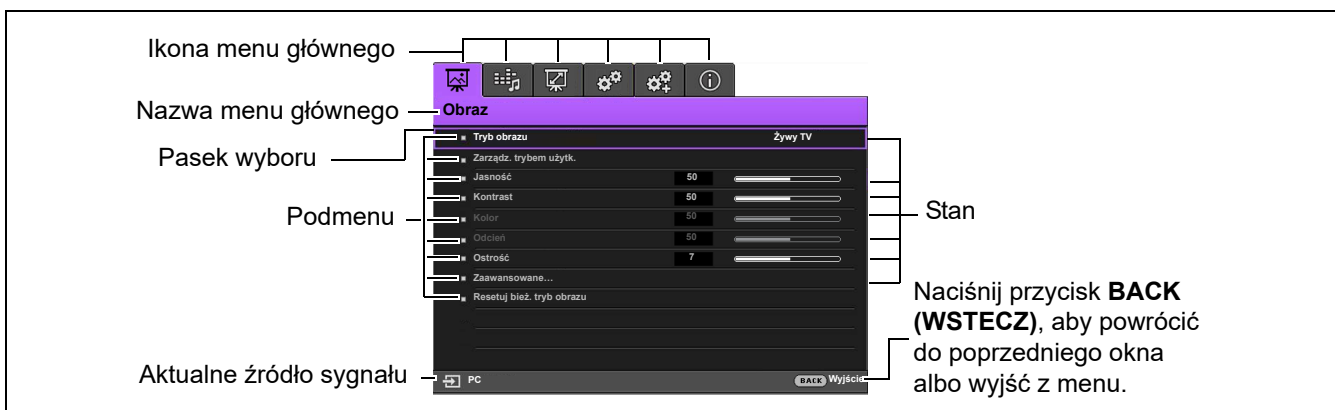 Ikona menu głównego
Nazwa menu głównego
Obraz
Pasek wyboru
Tryb obrazu Żywy TV
Zarządz. trybem użytk.
Jasność 50
Kontrast 50
Podmenu
Kolor 50
Stan
Odcień 50
Ostrość 7
Zaawansowane...
Resetuj bież. tryb obrazu
Naciśnij przycisk BACK
(WSTECZ), aby powrócić
do poprzedniego okna
albo wyjść z menu.
Aktualne źródło sygnału
PC
BACK Wyjście